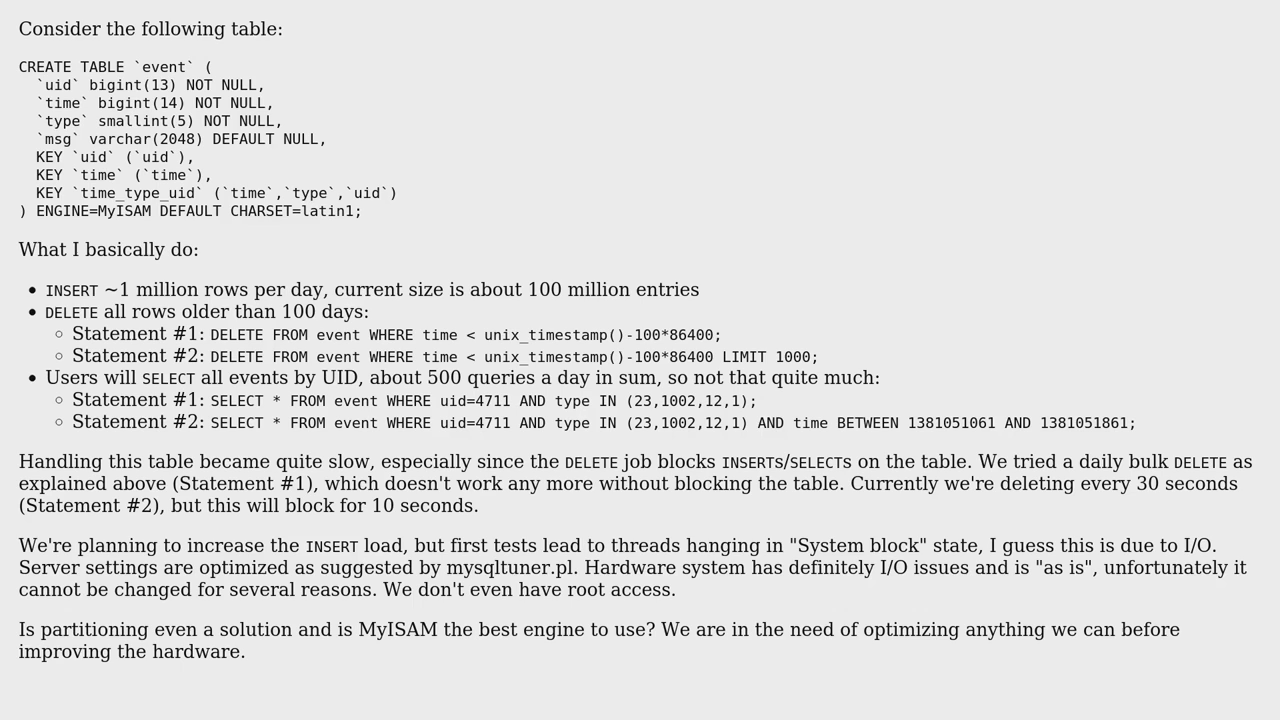 Consider the following table:
CREATE TABLE `event` (
  `uid` bigint(13) NOT NULL,
  `time` bigint(14) NOT NULL,
  `type` smallint(5) NOT NULL,
  `msg` varchar(2048) DEFAULT NULL,
  KEY `uid` (`uid`),
  KEY `time` (`time`),
  KEY `time_type_uid` (`time`,`type`,`uid`)
) ENGINE=MyISAM DEFAULT CHARSET=latin1;
What I basically do:
• INSERT ~1 million rows per day, current size is about 100 million entries
• DELETE all rows older than 100 days:
◦ Statement #1: DELETE FROM event WHERE time < unix_timestamp()-100*86400;
◦ Statement #2: DELETE FROM event WHERE time < unix_timestamp()-100*86400 LIMIT 1000;
• Users will SELECT all events by UID, about 500 queries a day in sum, so not that quite much:
◦ Statement #1: SELECT * FROM event WHERE uid=4711 AND type IN (23,1002,12,1);
◦ Statement #2: SELECT * FROM event WHERE uid=4711 AND type IN (23,1002,12,1) AND time BETWEEN 1381051061 AND 1381051861;
Handling this table became quite slow, especially since the DELETE job blocks INSERTs/SELECTs on the table. We tried a daily bulk DELETE as
explained above (Statement #1), which doesn't work any more without blocking the table. Currently we're deleting every 30 seconds
(Statement #2), but this will block for 10 seconds.
We're planning to increase the INSERT load, but first tests lead to threads hanging in "System block" state, I guess this is due to I/O.
Server settings are optimized as suggested by mysqltuner.pl. Hardware system has definitely I/O issues and is "as is", unfortunately it
cannot be changed for several reasons. We don't even have root access.
Is partitioning even a solution and is MyISAM the best engine to use? We are in the need of optimizing anything we can before
improving the hardware.